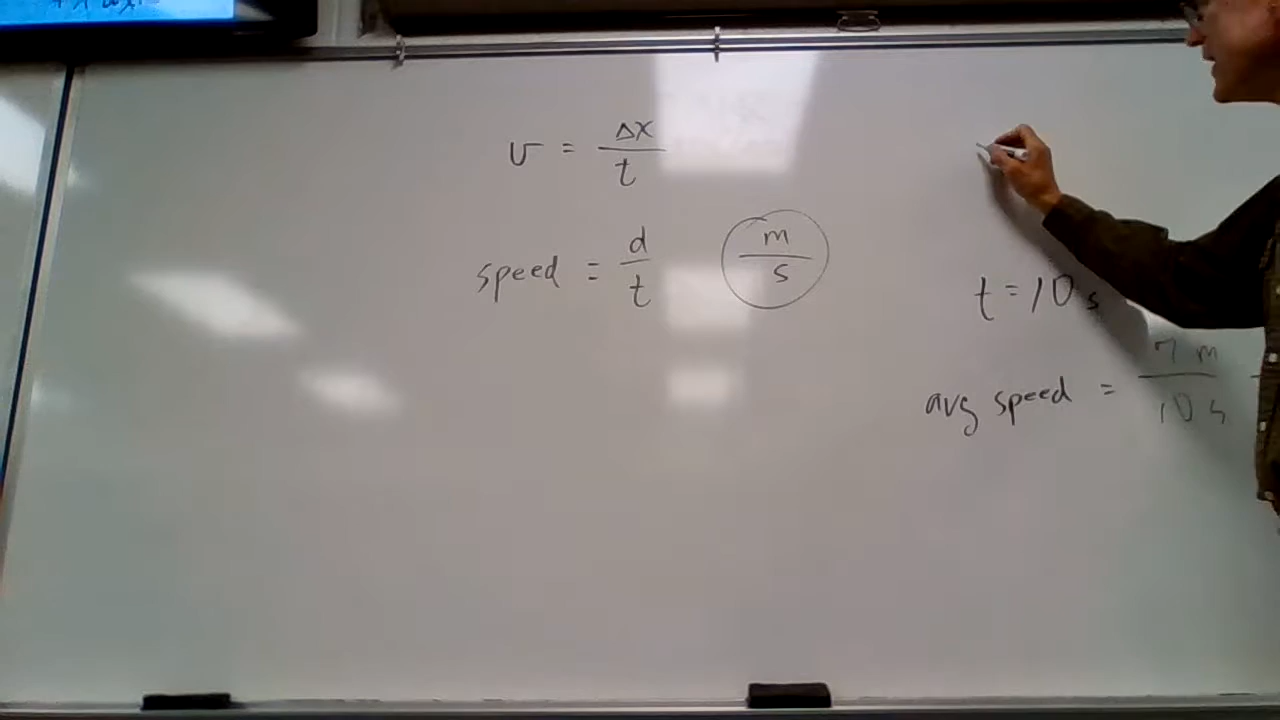 v = Δx / t
speed = d / t
m / s
t = 10 s
avg speed = 7 m / 10 s